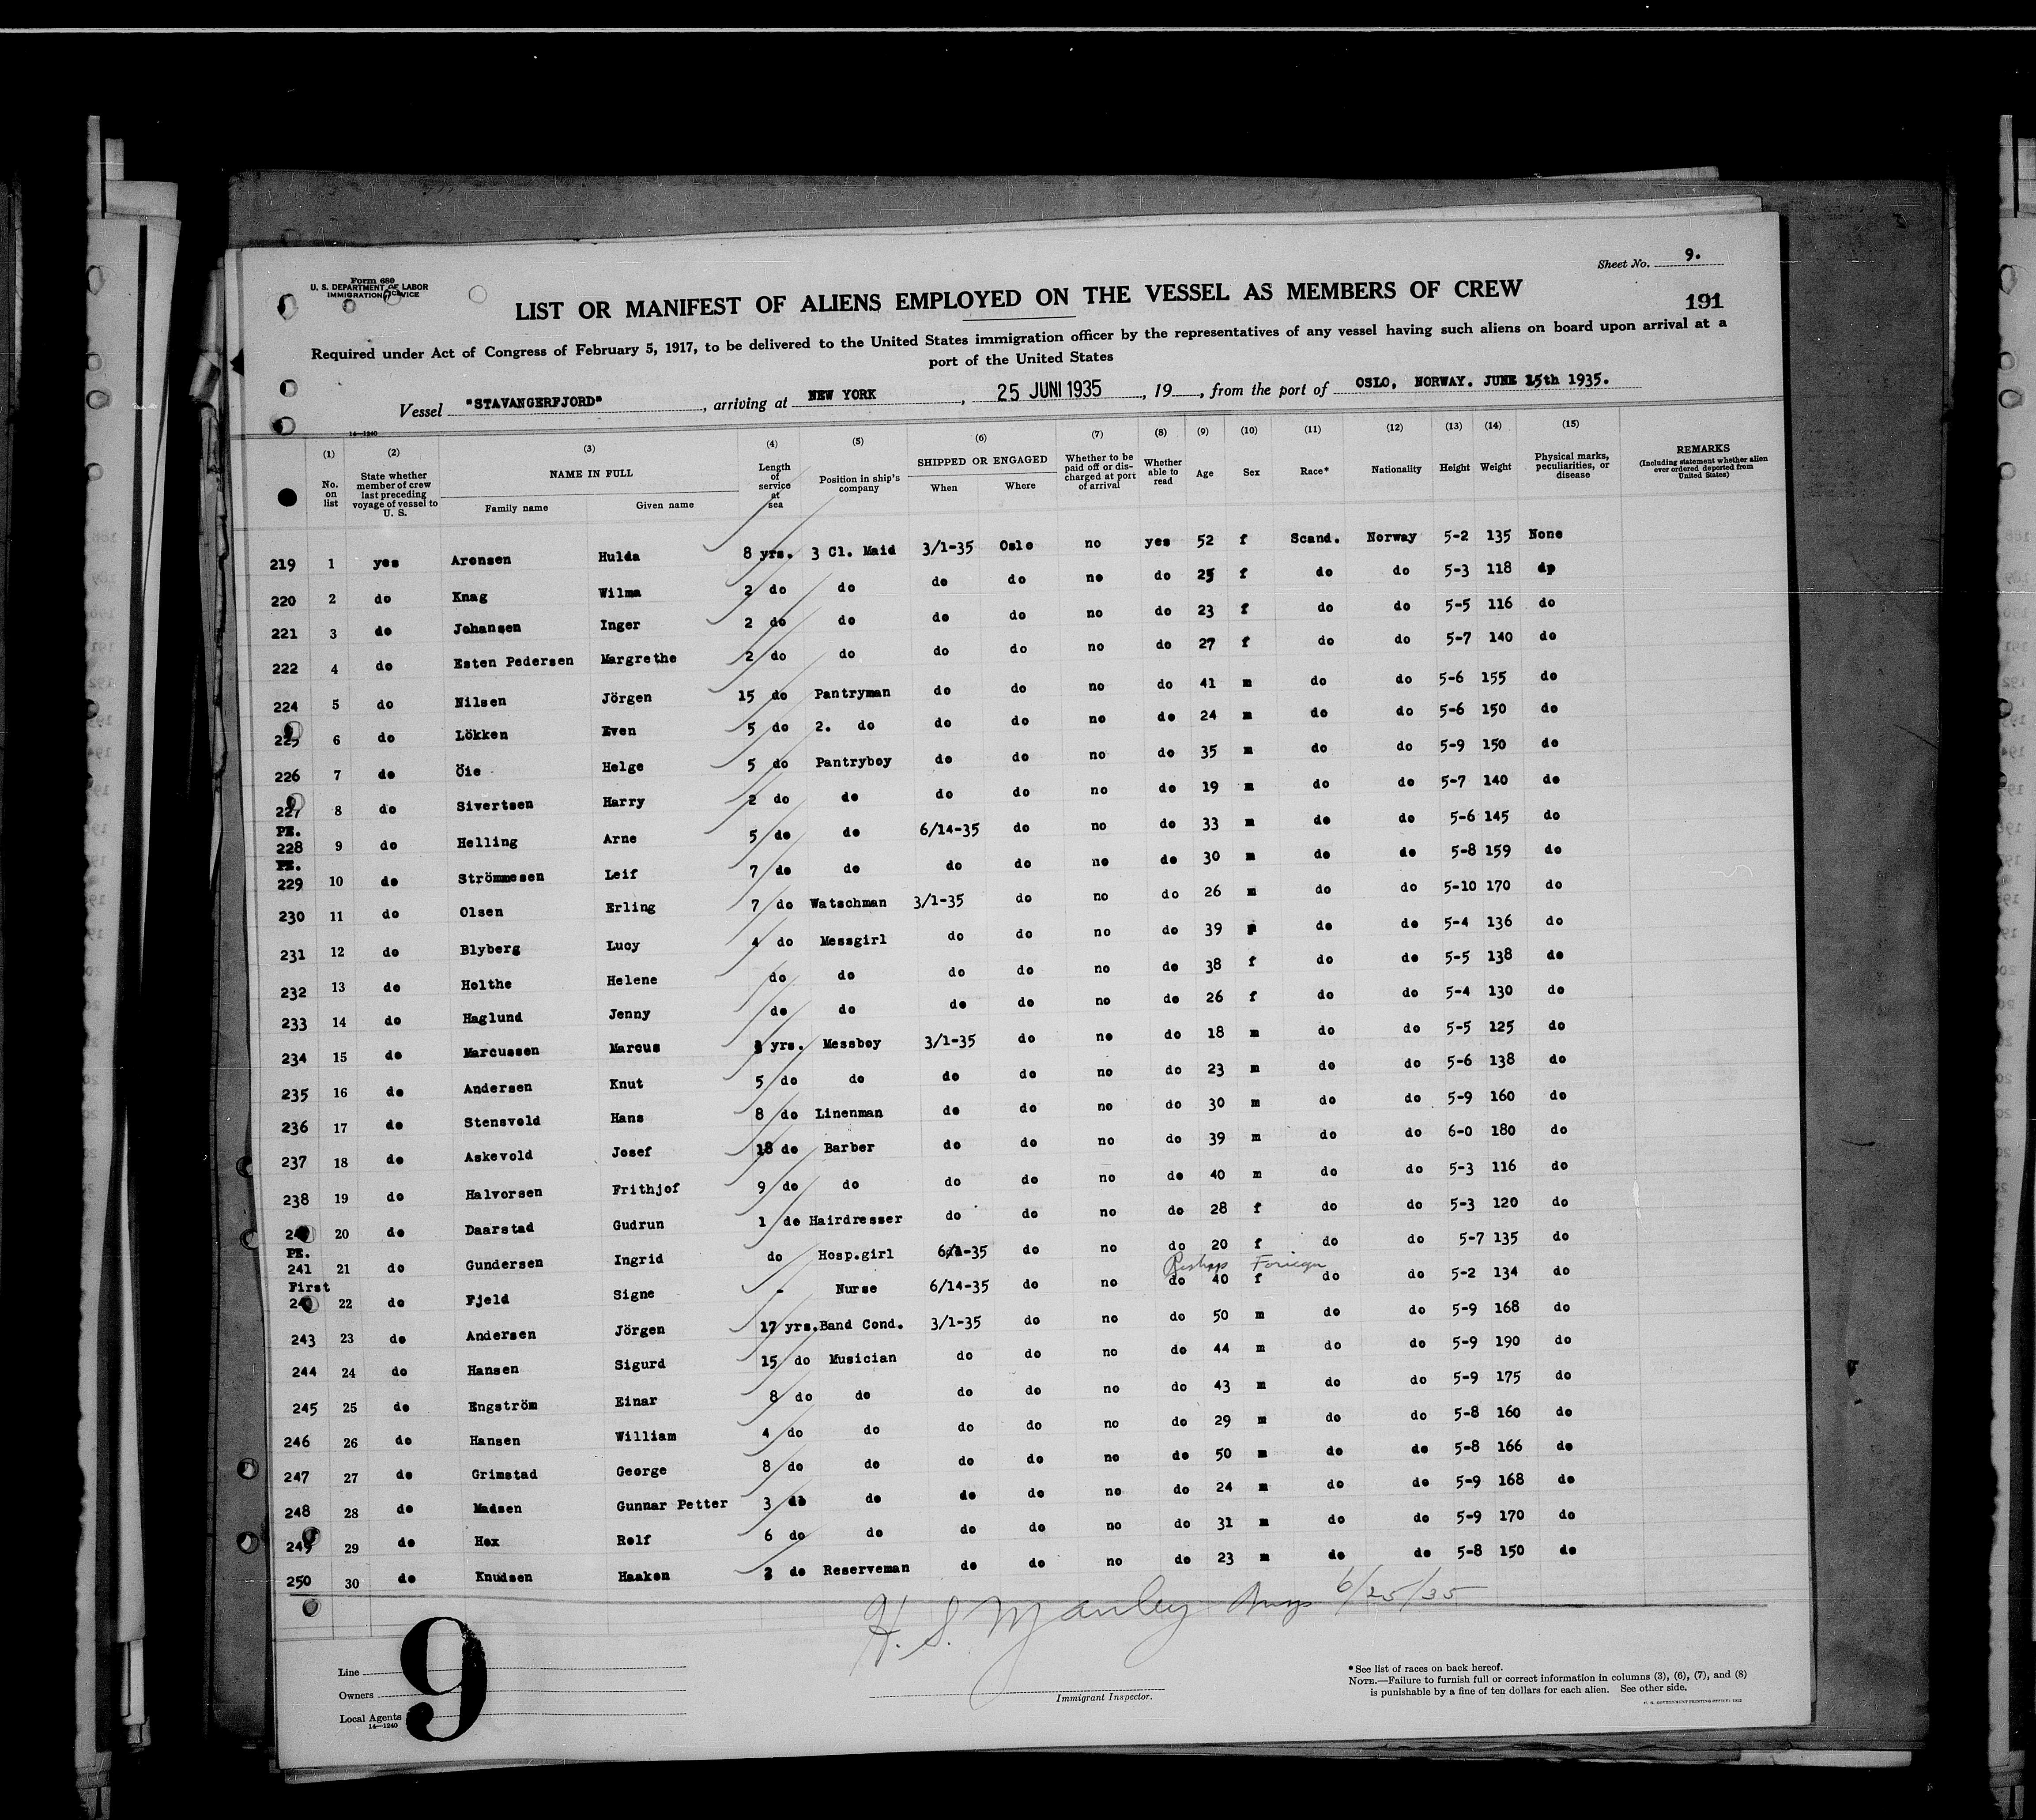 Form 680
U. S. DEPARTMENT OF LABOR
IMMIGRATION SERVICE
Sheet No. 9.
LIST OR MANIFEST OF ALIENS EMPLOYED ON THE VESSEL AS MEMBERS OF CREW
191
Required under Act of Congress of February 5, 1917, to be delivered to the United States immigration officer by the representatives of any vessel having such aliens on board upon arrival at a
port of the United States
Vessel "STAVANGERFJORD", arriving at NEW YORK, 25 JUNI 1935, 19, from the port of OSLO, NORWAY. JUNE 15th 1935.
14—1240
(1) (2) (3) (4) (5) (6) (7) (8) (9) (10) (11) (12) (13) (14) (15)
No. on list
State whether member of crew last preceding voyage of vessel to U. S.
NAME IN FULL
Family name Given name
Length of service at sea
Position in ship's company
SHIPPED OR ENGAGED
When Where
Whether to be paid off or discharged at port of arrival
Whether able to read
Age Sex Race* Nationality Height Weight
Physical marks, peculiarities, or disease
REMARKS
(Including statement whether alien ever ordered deported from United States)
219 1 yes Aronsen Hulda 8 yrs. 3 Cl. Maid 3/1-35 Oslo no yes 52 f Scand. Norway 5-2 135 None
220 2 do Knag Wilma 2 do do do do no do 25 f do do 5-3 118 do
221 3 do Johansen Inger 2 do do do do no do 23 f do do 5-5 116 do
222 4 do Esten Pedersen Margrethe 2 do do do do no do 27 f do do 5-7 140 do
224 5 do Nilsen Jörgen 15 do Pantryman do do no do 41 m do do 5-6 155 do
225 6 do Lökken Even 5 do 2. do do do no do 24 m do do 5-6 150 do
226 7 do Öie Helge 5 do Pantryboy do do no do 35 m do do 5-9 150 do
227 8 do Sivertsen Harry 2 do do do do no do 19 m do do 5-7 140 do
PE.
228 9 do Helling Arne 5 do do 6/14-35 do no do 33 m do do 5-6 145 do
PE.
229 10 do Strömmesen Leif 7 do do do do no do 30 m do do 5-8 159 do
230 11 do Olsen Erling 7 do Watschman 3/1-35 do no do 26 m do do 5-10 170 do
231 12 do Blyberg Lucy 4 do Messgirl do do no do 39 do do 5-4 136 do
232 13 do Holthe Helene do do do do no do 38 f do do 5-5 138 do
233 14 do Haglund Jenny do do do do no do 26 f do do 5-4 130 do
234 15 do Marcussen Marcus yrs. Messboy 3/1-35 do no do 18 m do do 5-5 125 do
235 16 do Andersen Knut 5 do do do do no do 23 m do do 5-6 138 do
236 17 do Stensvold Hans 8 do Linenman do do no do 30 m do do 5-9 160 do
237 18 do Askevold Josef 18 do Barber do do no do 39 m do do 6-0 180 do
238 19 do Halvorsen Frithjof 9 do do do do no do 40 m do do 5-3 116 do
20 do Daarstad Gudrun 1 do Hairdresser do do no do 28 f do do 5-3 120 do
PE.
241 21 do Gundersen Ingrid do Hosp.girl 6/1-35 do no do 20 f do do 5-7 135 do
First
22 do Fjeld Signe - Nurse 6/14-35 do no do 40 f do do 5-2 134 do
243 23 do Andersen Jörgen 17 yrs. Band Cond. 3/1-35 do no do 50 m do do 5-9 168 do
244 24 do Hansen Sigurd 15 do Musician do do no do 44 m do do 5-9 190 do
245 25 do Engström Einar 8 do do do do no do 43 m do do 5-9 175 do
246 26 do Hansen William 4 do do do do no do 29 m do do 5-8 160 do
247 27 do Grimstad George 8 do do do do no do 50 m do do 5-8 166 do
248 28 do Madsen Gunnar Petter 3 do do do do no do 24 m do do 5-9 168 do
249 29 do Hox Rolf 6 do do do do no do 31 m do do 5-9 170 do
250 30 do Knudsen Haakon do Reserveman do do no do 23 m do do 5-8 150 do
H. S. Manley 6/25/35
9
Line
Owners
Local Agents
14—1240
Immigrant Inspector.
*See list of races on back hereof.
NOTE.—Failure to furnish full or correct information in columns (3), (6), (7), and (8)
is punishable by a fine of ten dollars for each alien. See other side.